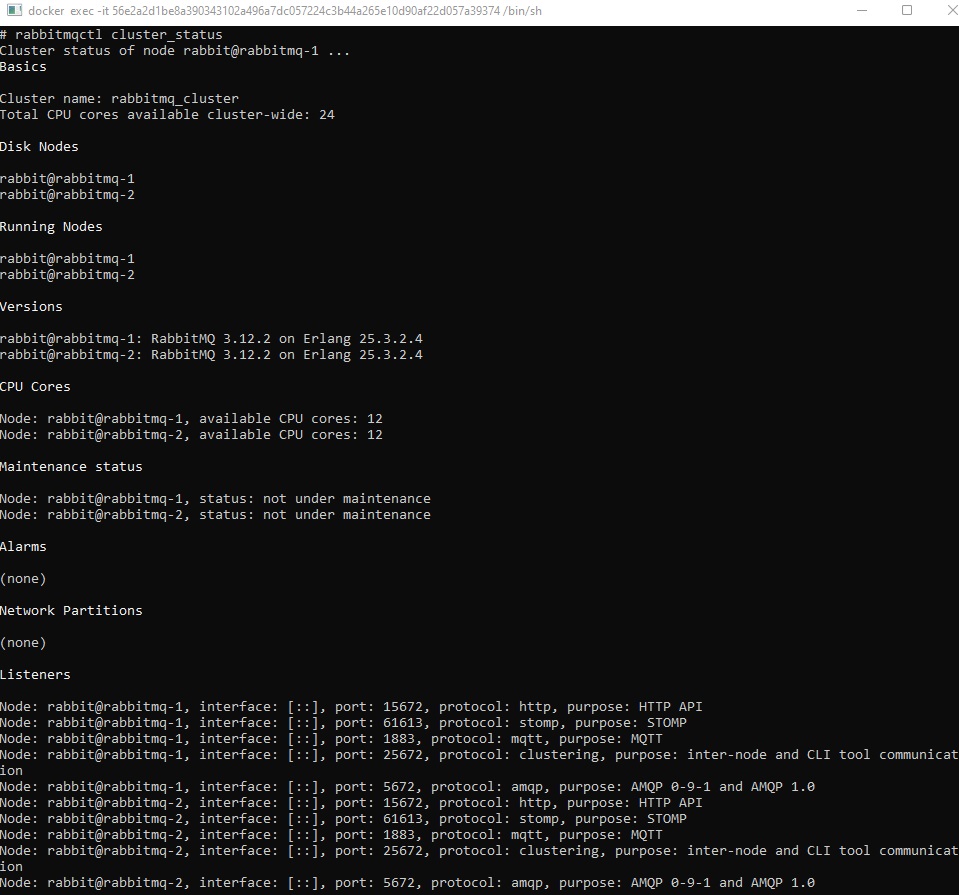 docker exec -it 56e2a2d1be8a390343102a496a7dc057224c3b44a265e10d90af22d057a39374 /bin/sh
# rabbitmqctl cluster_status
Cluster status of node rabbit@rabbitmq-1 ...
Basics
Cluster name: rabbitmq_cluster
Total CPU cores available cluster-wide: 24
Disk Nodes
rabbit@rabbitmq-1
rabbit@rabbitmq-2
Running Nodes
rabbit@rabbitmq-1
rabbit@rabbitmq-2
Versions
rabbit@rabbitmq-1: RabbitMQ 3.12.2 on Erlang 25.3.2.4
rabbit@rabbitmq-2: RabbitMQ 3.12.2 on Erlang 25.3.2.4
CPU Cores
Node: rabbit@rabbitmq-1, available CPU cores: 12
Node: rabbit@rabbitmq-2, available CPU cores: 12
Maintenance status
Node: rabbit@rabbitmq-1, status: not under maintenance
Node: rabbit@rabbitmq-2, status: not under maintenance
Alarms
(none)
Network Partitions
(none)
Listeners
Node: rabbit@rabbitmq-1, interface: [::], port: 15672, protocol: http, purpose: HTTP API
Node: rabbit@rabbitmq-1, interface: [::], port: 61613, protocol: stomp, purpose: STOMP
Node: rabbit@rabbitmq-1, interface: [::], port: 1883, protocol: mqtt, purpose: MQTT
Node: rabbit@rabbitmq-1, interface: [::], port: 25672, protocol: clustering, purpose: inter-node and CLI tool communicat
ion
Node: rabbit@rabbitmq-1, interface: [::], port: 5672, protocol: amqp, purpose: AMQP 0-9-1 and AMQP 1.0
Node: rabbit@rabbitmq-2, interface: [::], port: 15672, protocol: http, purpose: HTTP API
Node: rabbit@rabbitmq-2, interface: [::], port: 61613, protocol: stomp, purpose: STOMP
Node: rabbit@rabbitmq-2, interface: [::], port: 1883, protocol: mqtt, purpose: MQTT
Node: rabbit@rabbitmq-2, interface: [::], port: 25672, protocol: clustering, purpose: inter-node and CLI tool communicat
ion
Node: rabbit@rabbitmq-2, interface: [::], port: 5672, protocol: amqp, purpose: AMQP 0-9-1 and AMQP 1.0